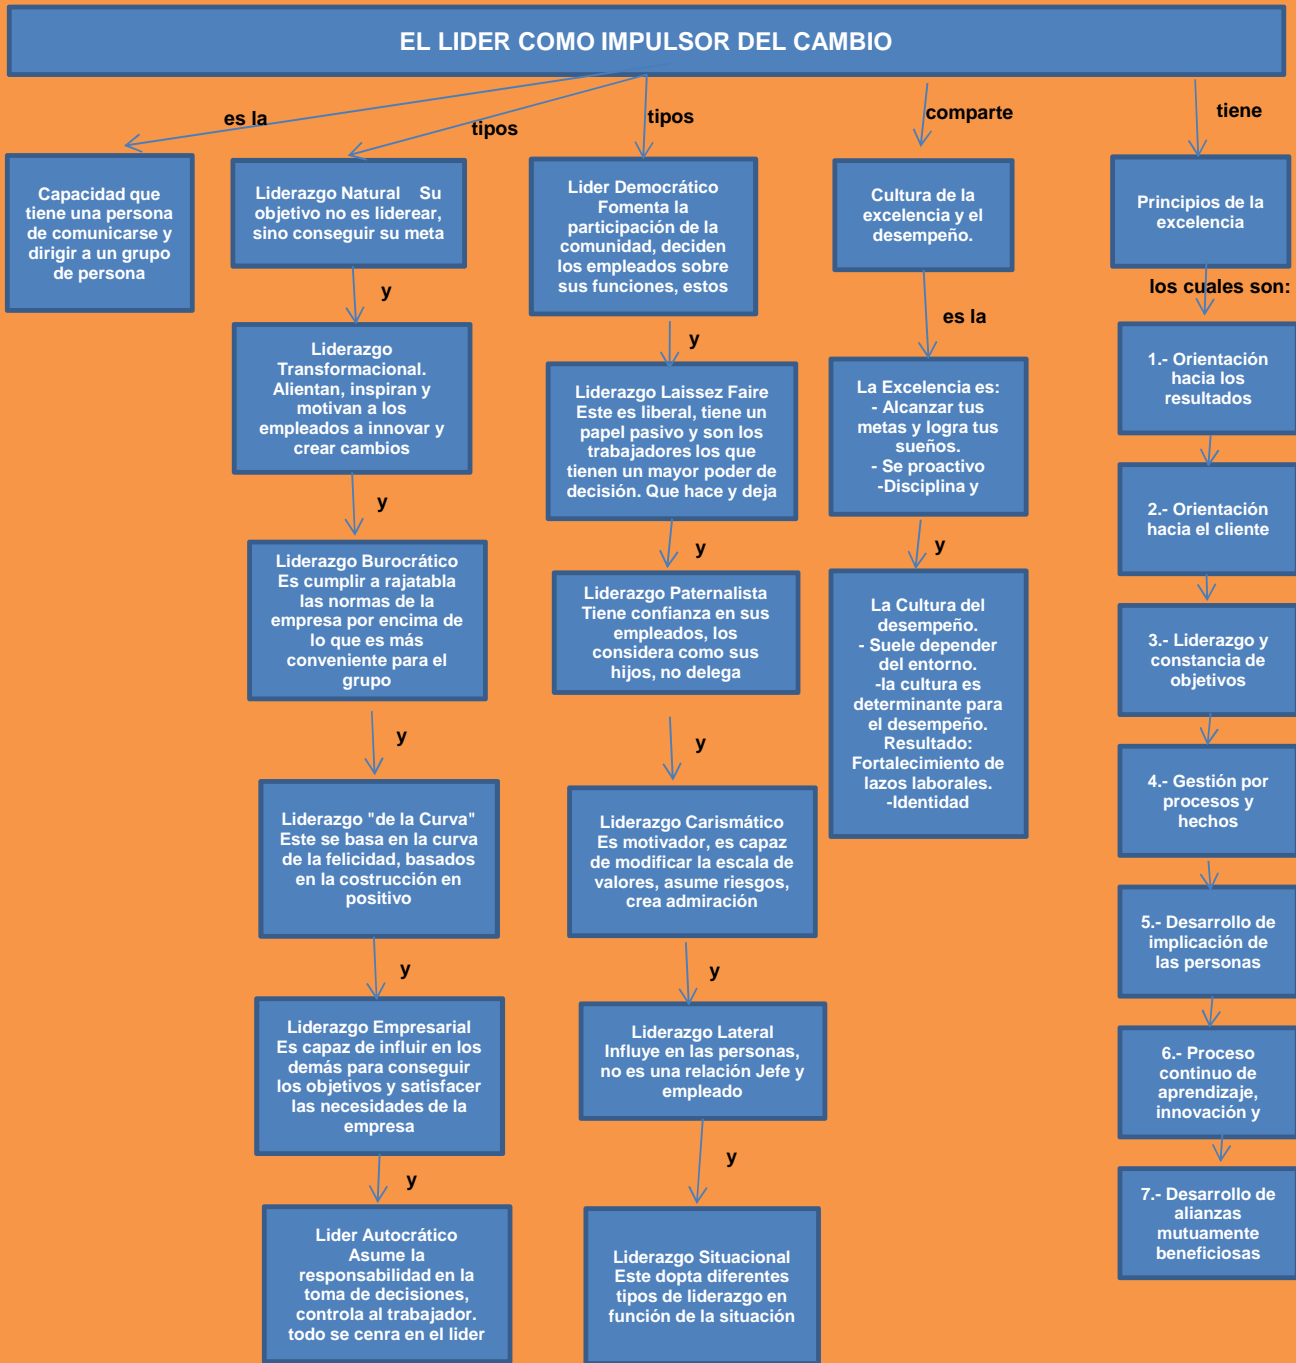 EL LIDER COMO IMPULSOR DEL CAMBIO
es la
Capacidad que
tiene una persona
de comunicarse y
dirigir a un grupo
de persona
tipos
Liderazgo Natural Su
objetivo no es liderear,
sino conseguir su meta
y
Liderazgo
Transformacional.
Alientan, inspiran y
motivan a los
empleados a innovar y
crear cambios
y
Liderazgo Burocrático
Es cumplir a rajatabla
las normas de la
empresa por encima de
lo que es más
conveniente para el
grupo
y
Liderazgo "de la Curva"
Este se basa en la curva
de la felicidad, basados
en la costrucción en
positivo
y
Liderazgo Empresarial
Es capaz de influir en los
demás para conseguir
los objetivos y satisfacer
las necesidades de la
empresa
y
Lider Autocrático
Asume la
responsabilidad en la
toma de decisiones,
controla al trabajador.
todo se cenra en el lider
tipos
Lider Democrático
Fomenta la
participación de la
comunidad, deciden
los empleados sobre
sus funciones, estos
y
Liderazgo Laissez Faire
Este es liberal, tiene un
papel pasivo y son los
trabajadores los que
tienen un mayor poder de
decisión. Que hace y deja
y
Liderazgo Paternalista
Tiene confianza en sus
empleados, los
considera como sus
hijos, no delega
y
Liderazgo Carismático
Es motivador, es capaz
de modificar la escala de
valores, asume riesgos,
crea admiración
y
Liderazgo Lateral
Influye en las personas,
no es una relación Jefe y
empleado
y
Liderazgo Situacional
Este dopta diferentes
tipos de liderazgo en
función de la situación
comparte
Cultura de la
excelencia y el
desempeño.
es la
La Excelencia es:
- Alcanzar tus
metas y logra tus
sueños.
- Se proactivo
-Disciplina y
y
La Cultura del
desempeño.
- Suele depender
del entorno.
-la cultura es
determinante para
el desempeño.
Resultado:
Fortalecimiento de
lazos laborales.
-Identidad
tiene
Principios de la
excelencia
los cuales son:
1.- Orientación
hacia los
resultados
2.- Orientación
hacia el cliente
3.- Liderazgo y
constancia de
objetivos
4.- Gestión por
procesos y
hechos
5.- Desarrollo de
implicación de
las personas
6.- Proceso
continuo de
aprendizaje,
innovación y
7.- Desarrollo de
alianzas
mutuamente
beneficiosas